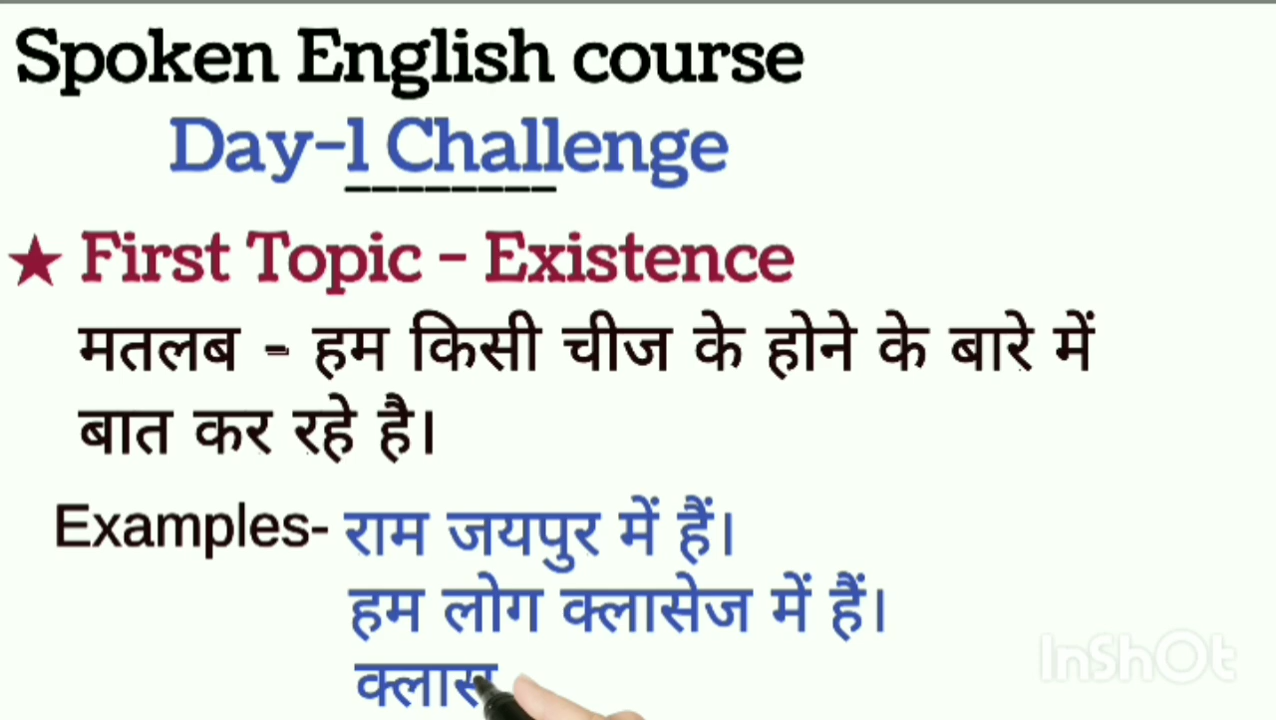 Spoken English course
Day-1 Challenge
★ First Topic - Existence
मतलब - हम किसी चीज के होने के बारे में
बात कर रहे है।
Examples- राम जयपुर में हैं।
हम लोग क्लासेज में हैं।
क्लास
InShOt